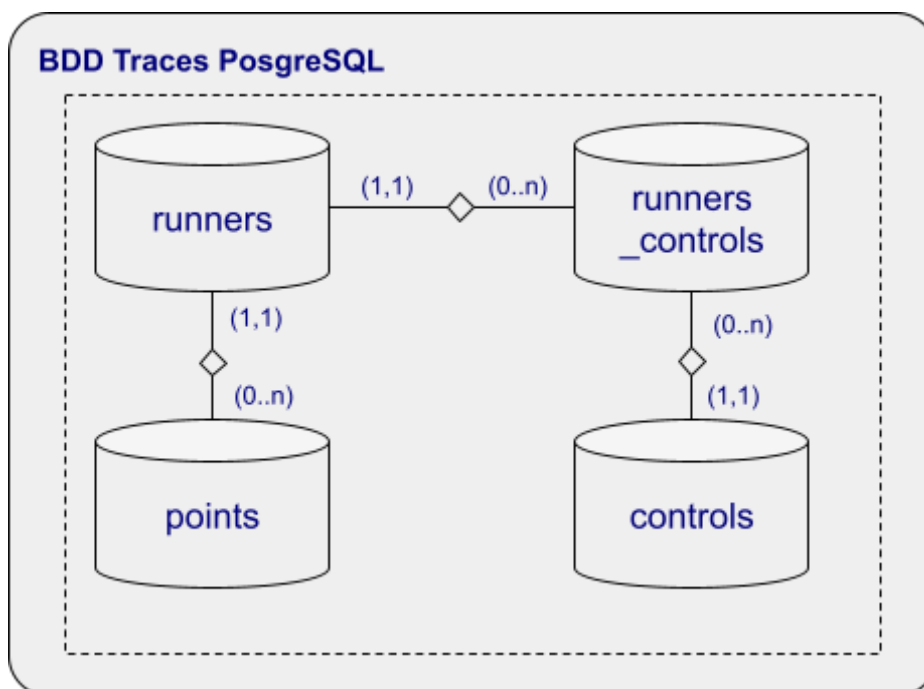 BDD Traces PosgreSQL
runners
(1,1)
(0..n)
runners
_controls
(1,1)
(0..n)
(0..n)
(1,1)
points
controls